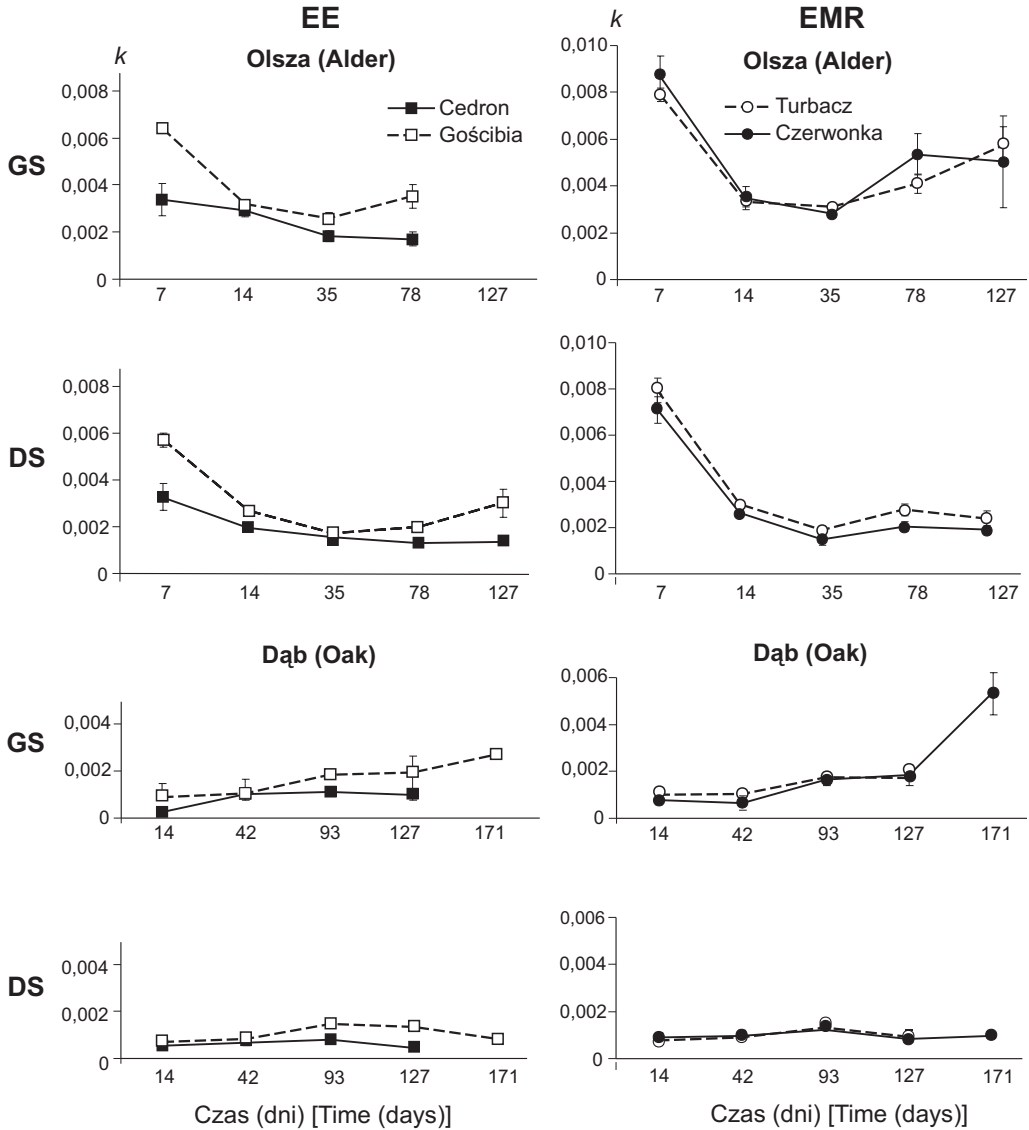 EE
EMR
k
k
Olsza (Alder)
Olsza (Alder)
GS
0,008
0,006
0,004
0,002
0
Cedron
Gościbia
7 14 35 78 127
0,010
0,008
0,006
0,004
0,002
0
Turbacz
Czerwonka
7 14 35 78 127
DS
0,008
0,006
0,004
0,002
0
7 14 35 78 127
0,010
0,008
0,006
0,004
0,002
0
7 14 35 78 127
Dąb (Oak)
Dąb (Oak)
GS
0,004
0,002
0
14 42 93 127 171
0,006
0,004
0,002
0
14 42 93 127 171
DS
0,004
0,002
0
14 42 93 127 171
Czas (dni) [Time (days)]
0,006
0,004
0,002
0
14 42 93 127 171
Czas (dni) [Time (days)]